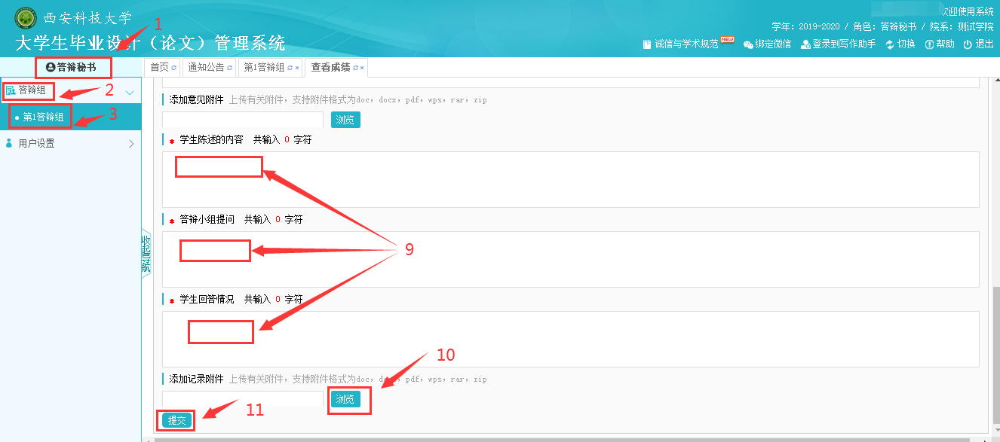 西安科技大学
大学生毕业设计（论文）管理系统
欢迎使用系统
学年：2019-2020 / 角色：答辩秘书 / 院系：测试学院
诚信与学术规范 NEW 绑定微信 登录到写作助手 切换 帮助 退出
1
答辩秘书
首页 通知公告 第1答辩组 × 查看成绩 ×
答辩组 2
第1答辩组 3
用户设置
收起导航
添加意见附件 上传有关附件，支持附件格式为doc，docx，pdf，wps，rar，zip
浏览
* 学生陈述的内容 共输入 0 字符
* 答辩小组提问 共输入 0 字符
9
* 学生回答情况 共输入 0 字符
10
添加记录附件 上传有关附件，支持附件格式为doc，docx，pdf，wps，rar，zip
浏览
11
提交